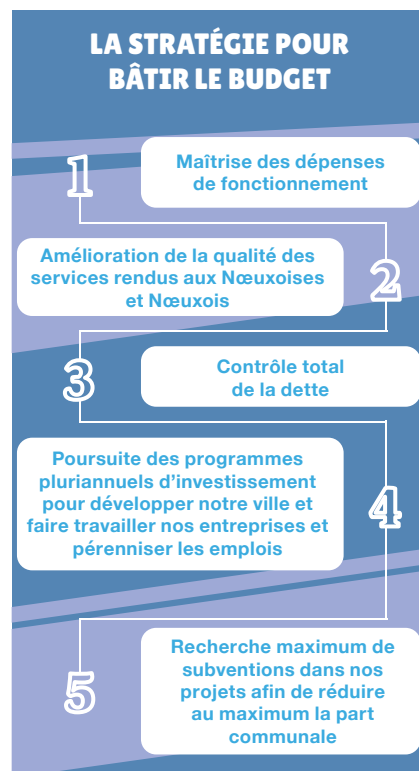 LA STRATÉGIE POUR
BÂTIR LE BUDGET
1
Maîtrise des dépenses
de fonctionnement
2
Amélioration de la qualité des
services rendus aux Nœuxoises
et Nœuxois
3
Contrôle total
de la dette
4
Poursuite des programmes
pluriannuels d'investissement
pour développer notre ville et
faire travailler nos entreprises et
pérenniser les emplois
5
Recherche maximum de
subventions dans nos
projets afin de réduire
au maximum la part
communale